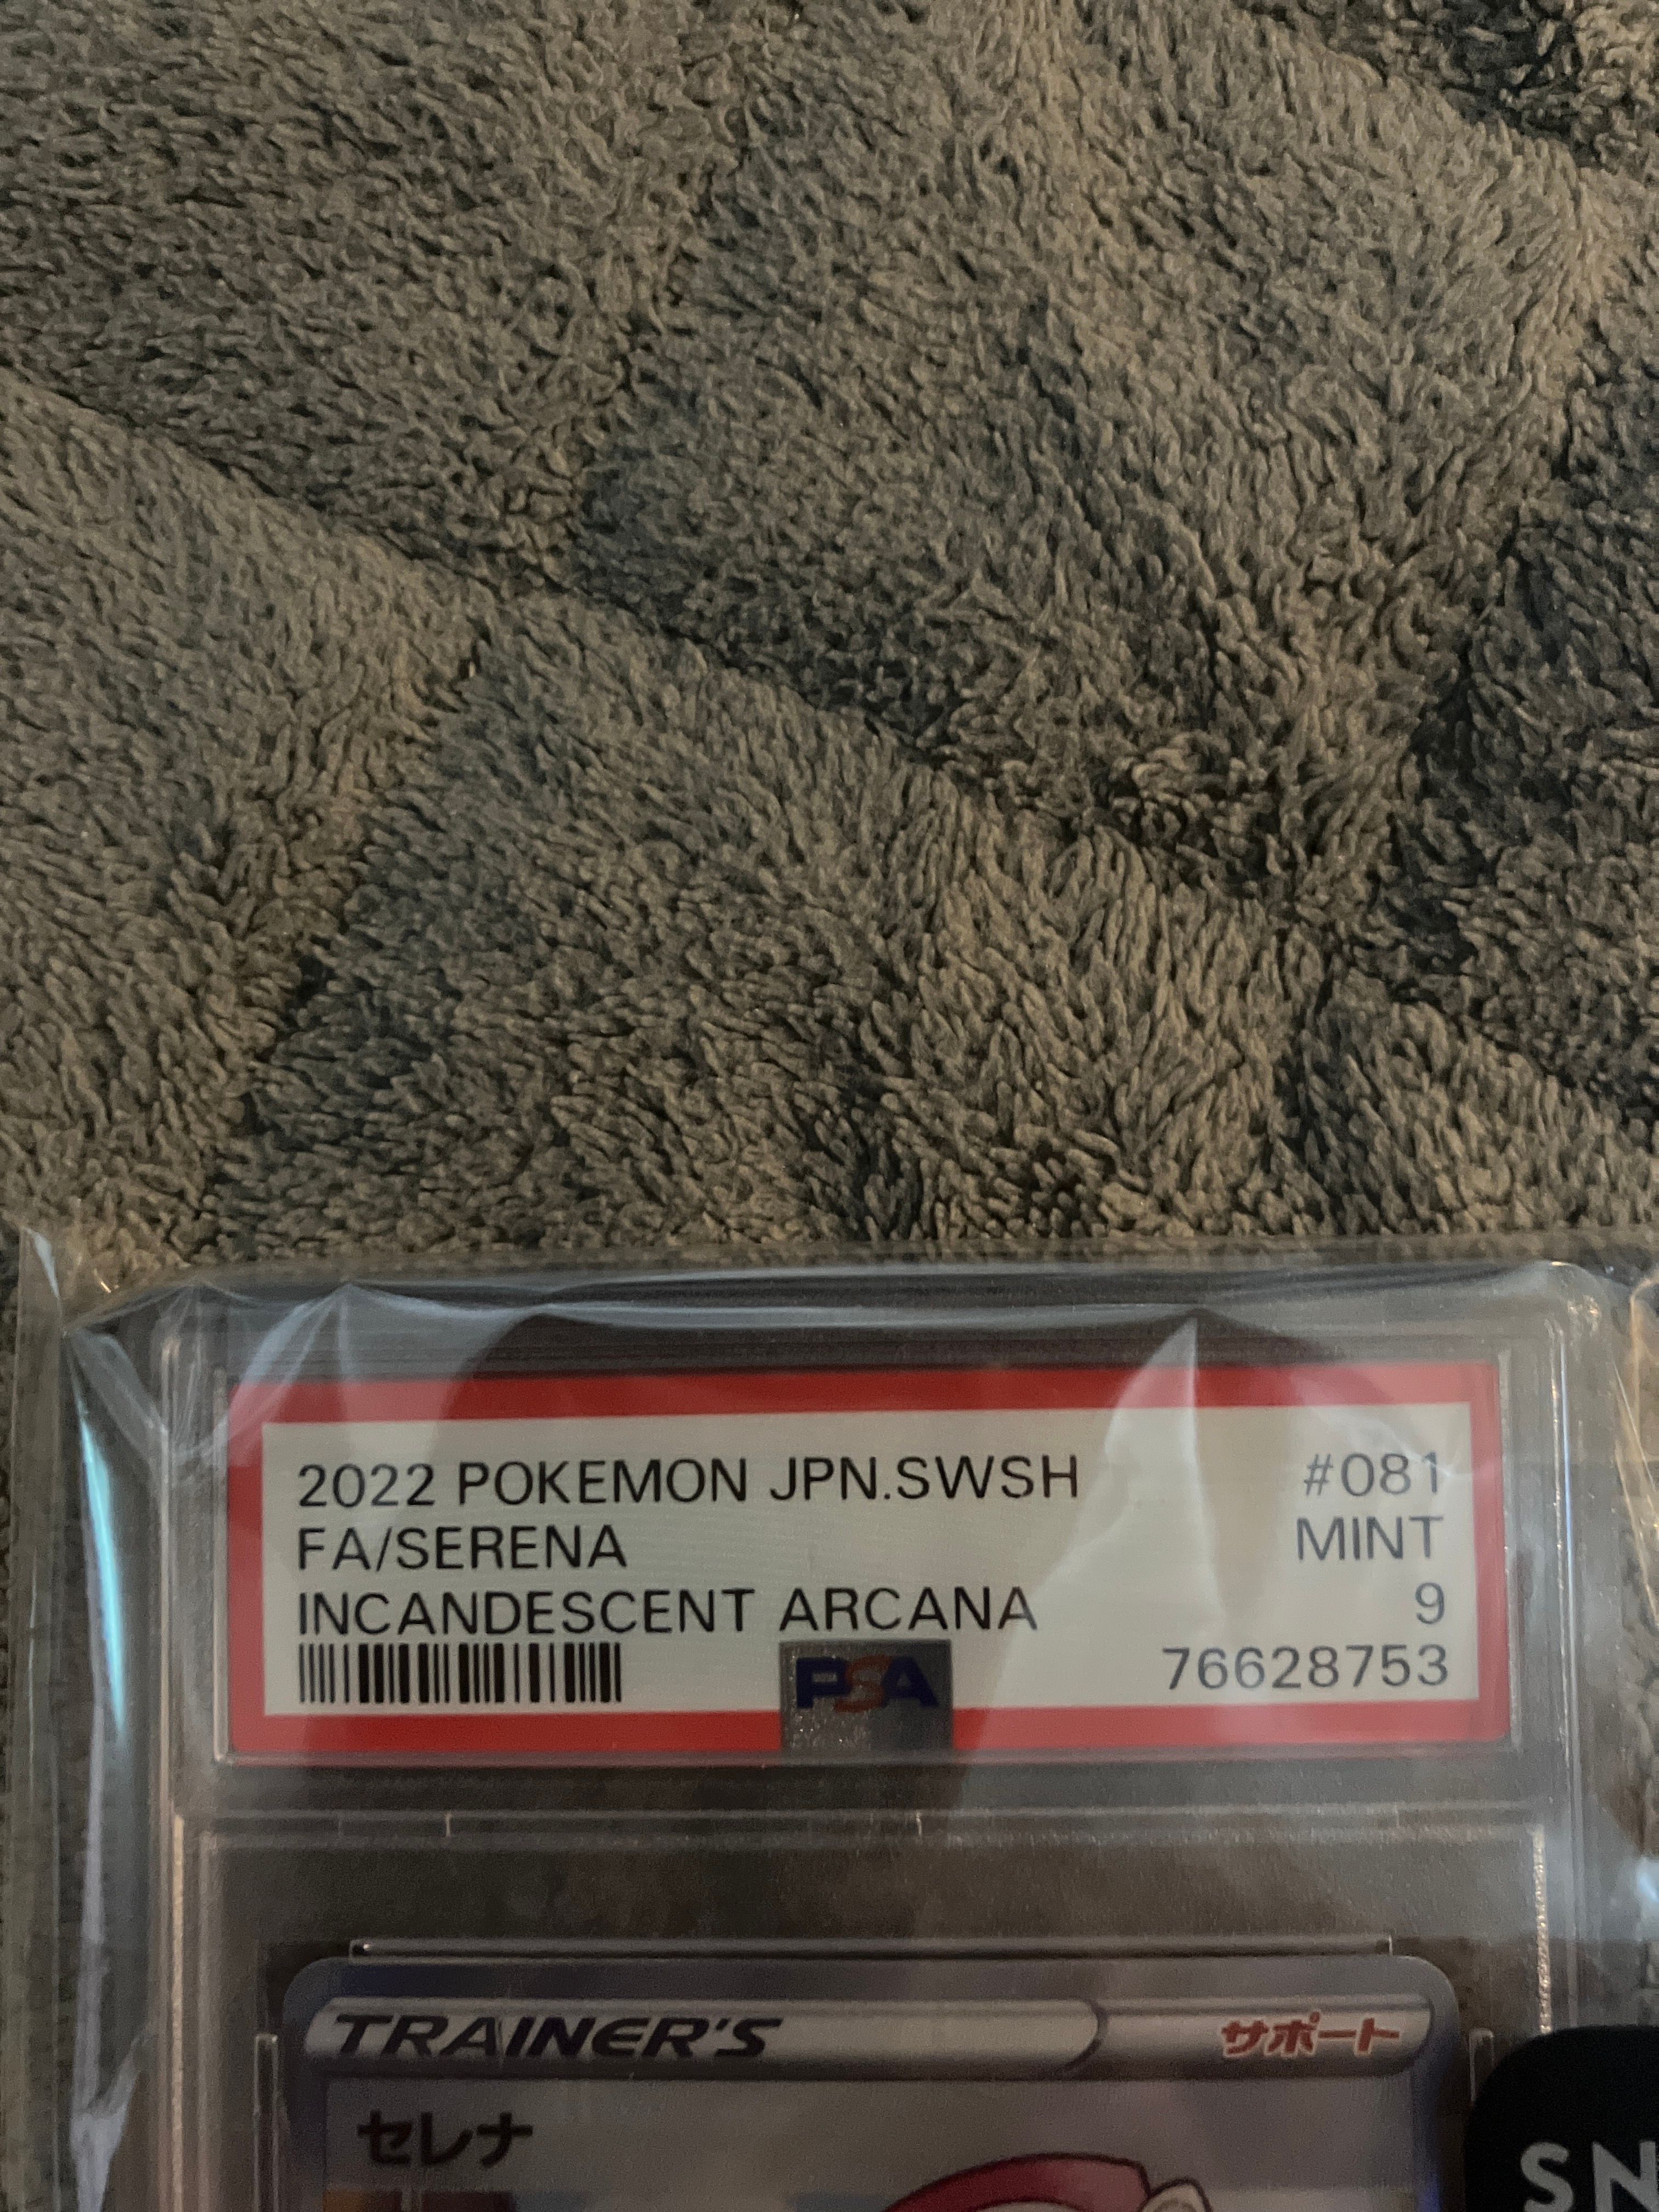 2022 POKEMON JPN.SWSH #081
FA/SERENA MINT
INCANDESCENT ARCANA 9
PSA 76628753
TRAINER'S サポート
セレナ